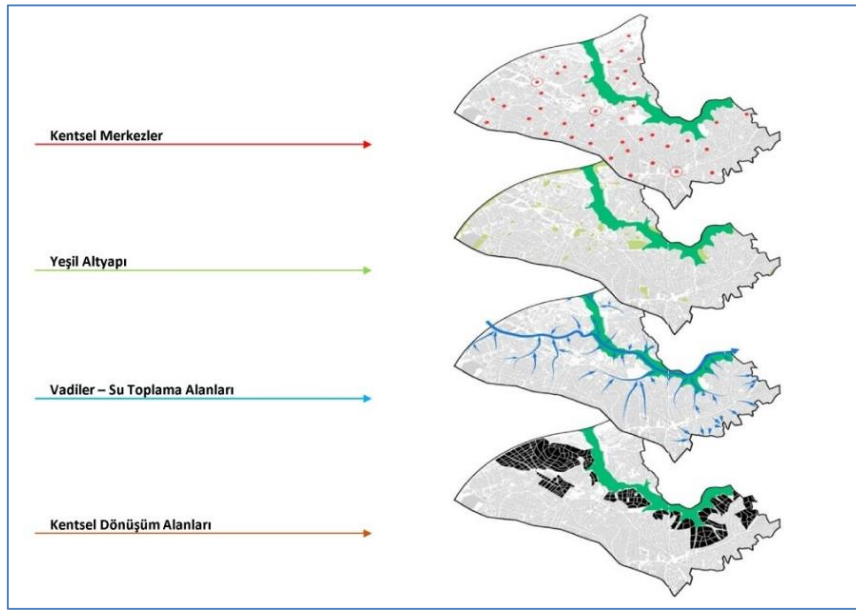 Kentsel Merkezler
Yeşil Altyapı
Vadiler – Su Toplama Alanları
Kentsel Dönüşüm Alanları